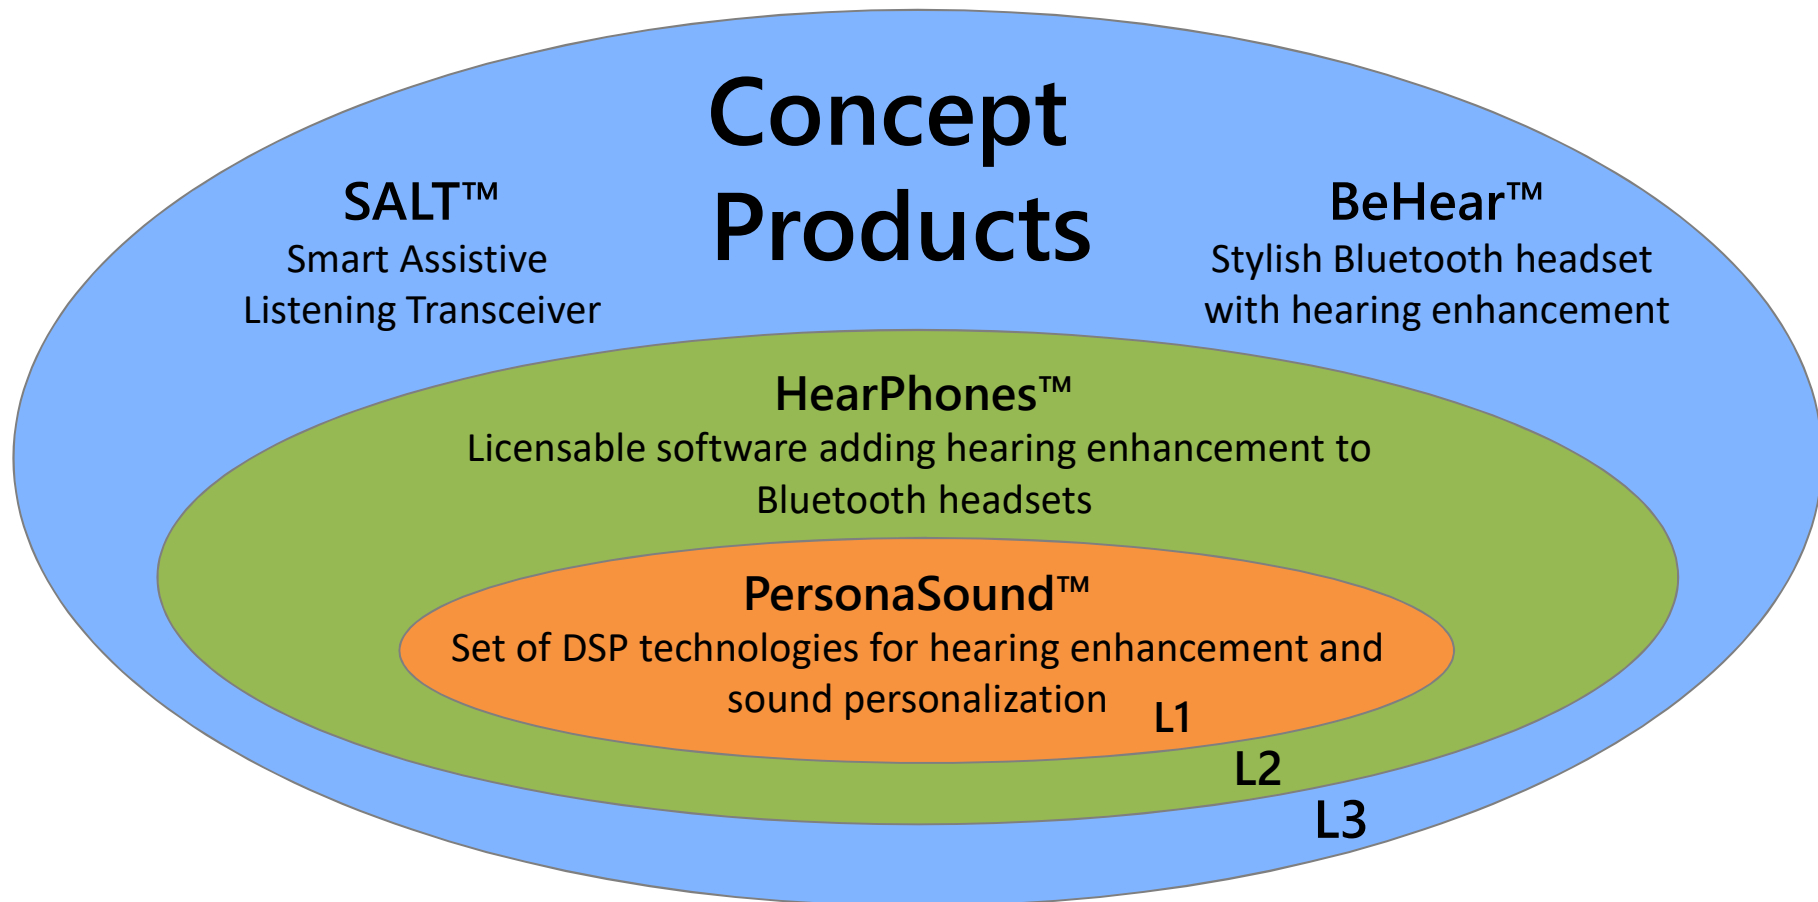 Concept
Products
SALT™
Smart Assistive
Listening Transceiver
BeHear™
Stylish Bluetooth headset
with hearing enhancement
HearPhones™
Licensable software adding hearing enhancement to
Bluetooth headsets
PersonaSound™
Set of DSP technologies for hearing enhancement and
sound personalization
L1
L2
L3